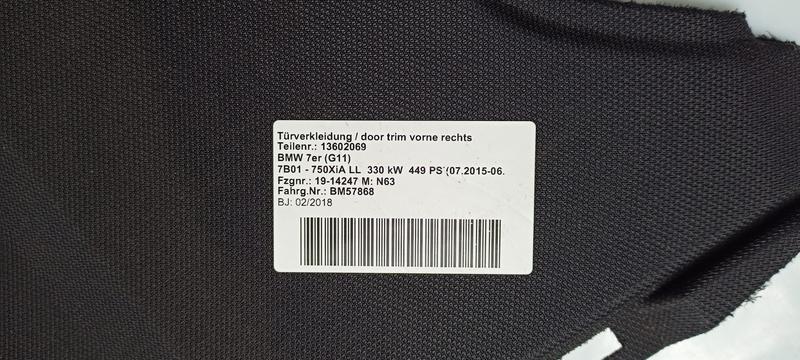 Türverkleidung / door trim vorne rechts
Teilenr.: 13602069
BMW 7er (G11)
7B01 - 750XiA LL 330 kW 449 PS (07.2015-06.
Fzgnr.: 19-14247 M: N63
Fahrg.Nr.: BM57868
BJ: 02/2018